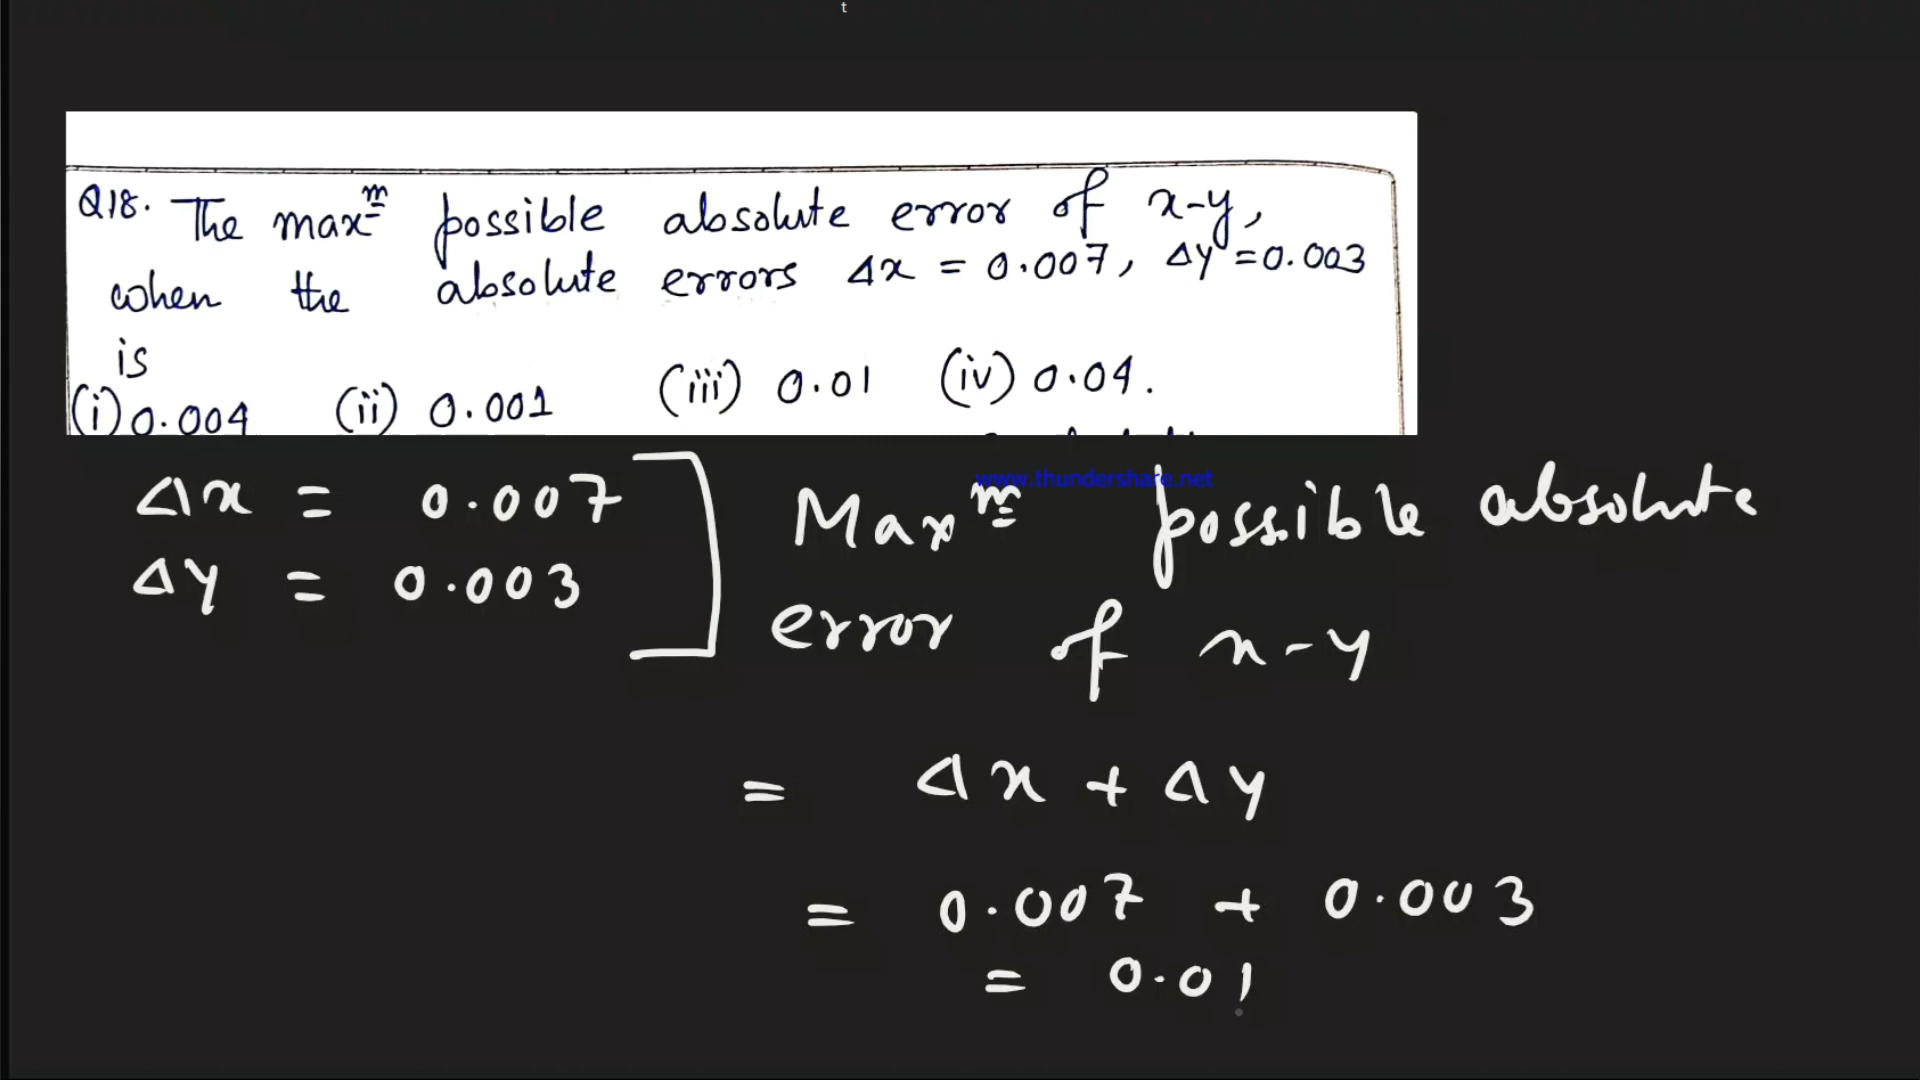 t
Q18. The max^m possible absolute error of x-y,
when the absolute errors Δx = 0.007, Δy = 0.003
is
(i) 0.004 (ii) 0.001 (iii) 0.01 (iv) 0.04.
www.thundershare.net
Δx = 0.007
Δy = 0.003
Max^m possible absolute
error of x-y
= Δx + Δy
= 0.007 + 0.003
= 0.01